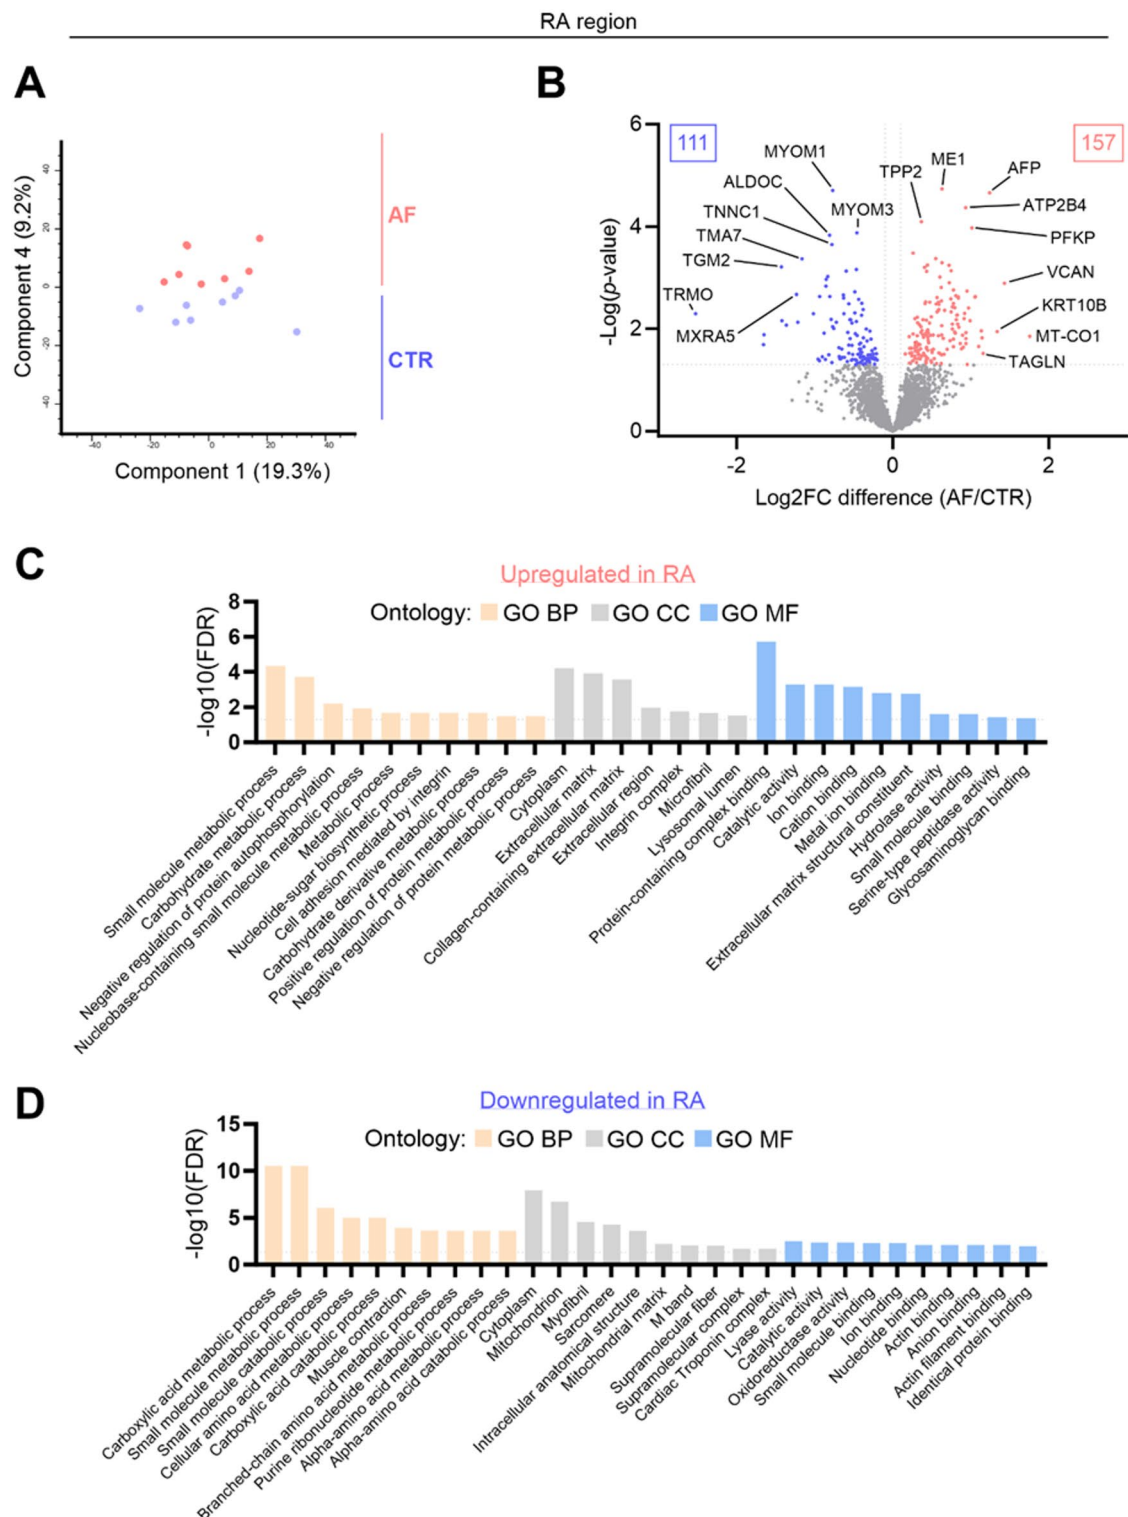 RA region
A
Component 4 (9.2%)
40
20
0
-20
-40
-40
-20
0
20
40
Component 1 (19.3%)
AF
CTR
B
-Log(p-value)
6
4
2
0
111
157
MYOM1
ALDOC
TNNC1
MYOM3
TMA7
TGM2
TRMO
MXRA5
TPP2
ME1
AFP
ATP2B4
PFKP
VCAN
KRT10B
MT-CO1
TAGLN
-2
0
2
Log2FC difference (AF/CTR)
C
Upregulated in RA
Ontology: GO BP GO CC GO MF
-log10(FDR)
8
6
4
2
0
Small molecule metabolic process
Carbohydrate metabolic process
Negative regulation of protein autophosphorylation
Nucleobase-containing small molecule metabolic process
Metabolic process
Nucleotide-sugar biosynthetic process
Cell adhesion mediated by integrin
Carbohydrate derivative metabolic process
Positive regulation of protein metabolic process
Negative regulation of protein metabolic process
Cytoplasm
Extracellular matrix
Collagen-containing extracellular matrix
Extracellular region
Integrin complex
Microfibril
Lysosomal lumen
Protein-containing complex binding
Catalytic activity
Ion binding
Cation binding
Metal ion binding
Extracellular matrix structural constituent
Hydrolase activity
Small molecule binding
Serine-type peptidase activity
Glycosaminoglycan binding
D
Downregulated in RA
Ontology: GO BP GO CC GO MF
-log10(FDR)
15
10
5
0
Carboxylic acid metabolic process
Small molecule metabolic process
Small molecule catabolic process
Cellular amino acid metabolic process
Carboxylic acid catabolic process
Muscle contraction
Branched-chain amino acid metabolic process
Purine ribonucleotide metabolic process
Alpha-amino acid metabolic process
Alpha-amino acid catabolic process
Cytoplasm
Mitochondrion
Myofibril
Sarcomere
Intracellular anatomical structure
Mitochondrial matrix
M band
Supramolecular fiber
Supramolecular complex
Cardiac Troponin complex
Lyase activity
Catalytic activity
Oxidoreductase activity
Small molecule binding
Ion binding
Nucleotide binding
Actin binding
Anion binding
Actin filament binding
Identical protein binding